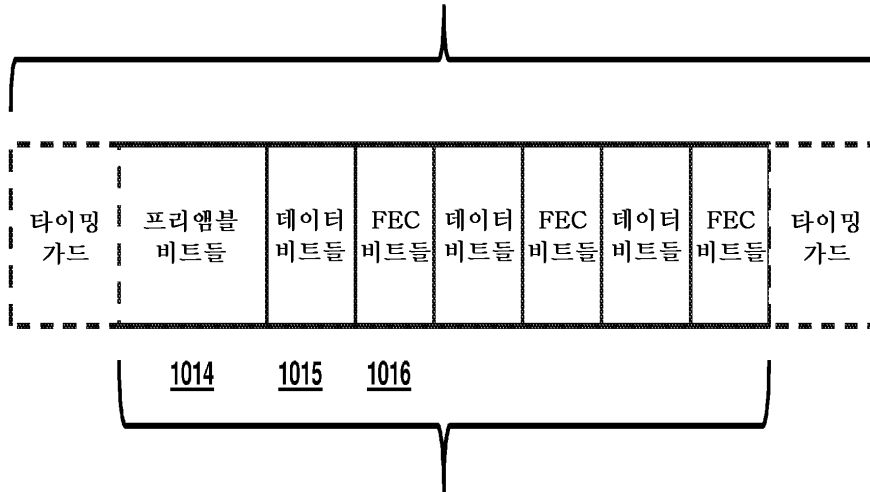 타이밍
가드
프리앰블
비트들
데이터
비트들
FEC
비트들
데이터
비트들
FEC
비트들
데이터
비트들
FEC
비트들
타이밍
가드
1014
1015
1016